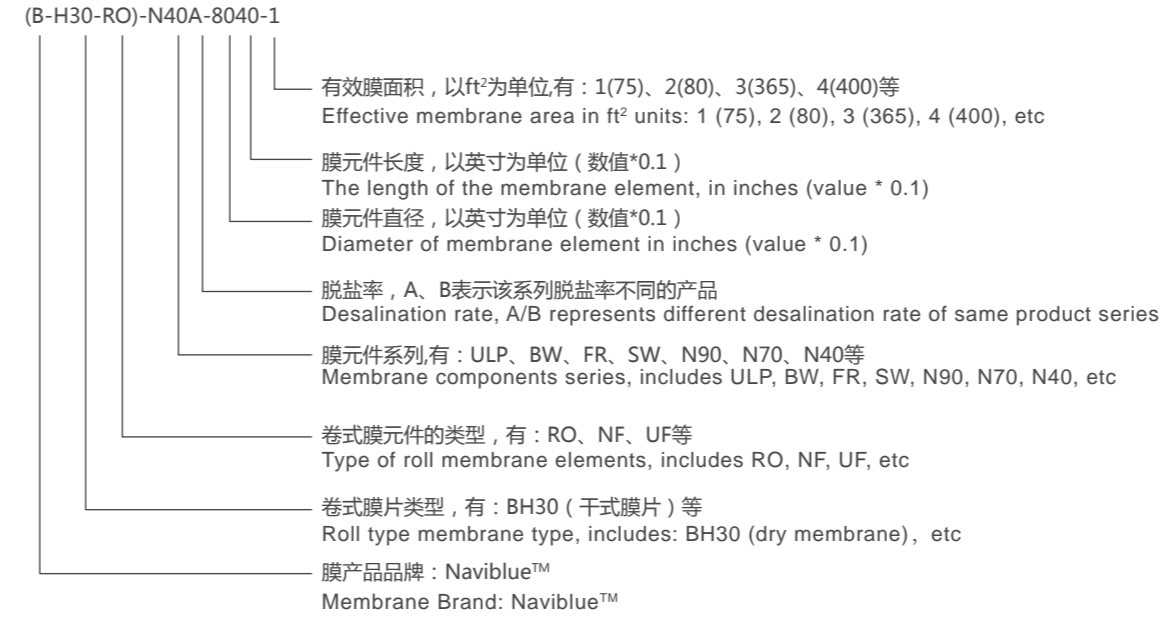 (B-H30-RO)-N40A-8040-1
有效膜面积，以ft²为单位,有：1(75)、2(80)、3(365)、4(400)等
Effective membrane area in ft² units: 1 (75), 2 (80), 3 (365), 4 (400), etc
膜元件长度，以英寸为单位（数值*0.1）
The length of the membrane element, in inches (value * 0.1)
膜元件直径，以英寸为单位（数值*0.1）
Diameter of membrane element in inches (value * 0.1)
脱盐率，A、B表示该系列脱盐率不同的产品
Desalination rate, A/B represents different desalination rate of same product series
膜元件系列,有：ULP、BW、FR、SW、N90、N70、N40等
Membrane components series, includes ULP, BW, FR, SW, N90, N70, N40, etc
卷式膜元件的类型，有：RO、NF、UF等
Type of roll membrane elements, includes RO, NF, UF, etc
卷式膜片类型，有：BH30（干式膜片）等
Roll type membrane type, includes: BH30 (dry membrane)，etc
膜产品品牌：Naviblue™
Membrane Brand: Naviblue™